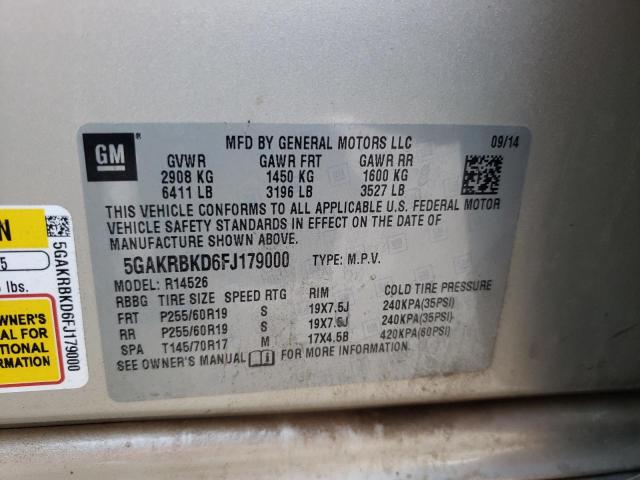 GM
MFD BY GENERAL MOTORS LLC 09/14
GVWR GAWR FRT GAWR RR
2908 KG 1450 KG 1600 KG
6411 LB 3196 LB 3527 LB
THIS VEHICLE CONFORMS TO ALL APPLICABLE U.S. FEDERAL MOTOR
VEHICLE SAFETY STANDARDS IN EFFECT ON THE DATE OF
MANUFACTURE SHOWN ABOVE.
5GAKRBKD6FJ179000 TYPE: M.P.V.
MODEL: R14526
RBBG TIRE SIZE SPEED RTG RIM COLD TIRE PRESSURE
FRT P255/60R19 S 19X7.5J 240KPA(35PSI)
RR P255/60R19 S 19X7.5J 240KPA(35PSI)
SPA T145/70R17 M 17X4.5B 420KPA(60PSI)
SEE OWNER'S MANUAL FOR MORE INFORMATION
N
5
lbs.
WNER'S
AL FOR
TIONAL
RMATION
5GAKRBKD6FJ179000